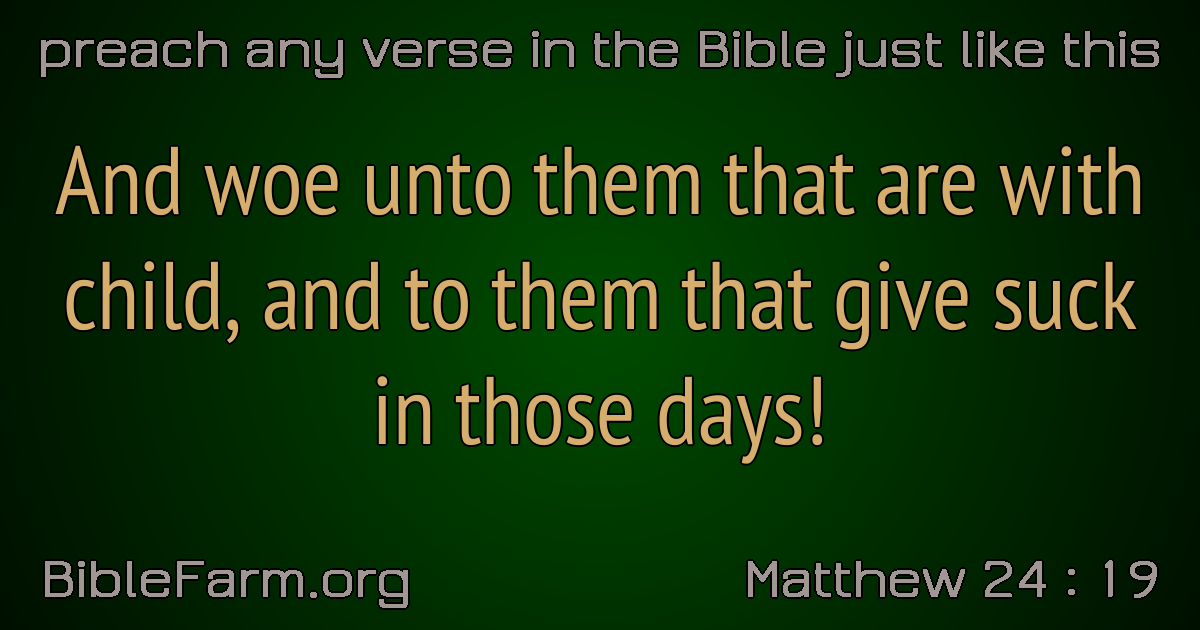 preach any verse in the Bible just like this
And woe unto them that are with
child, and to them that give suck
in those days!
BibleFarm.org
Matthew 24 : 19